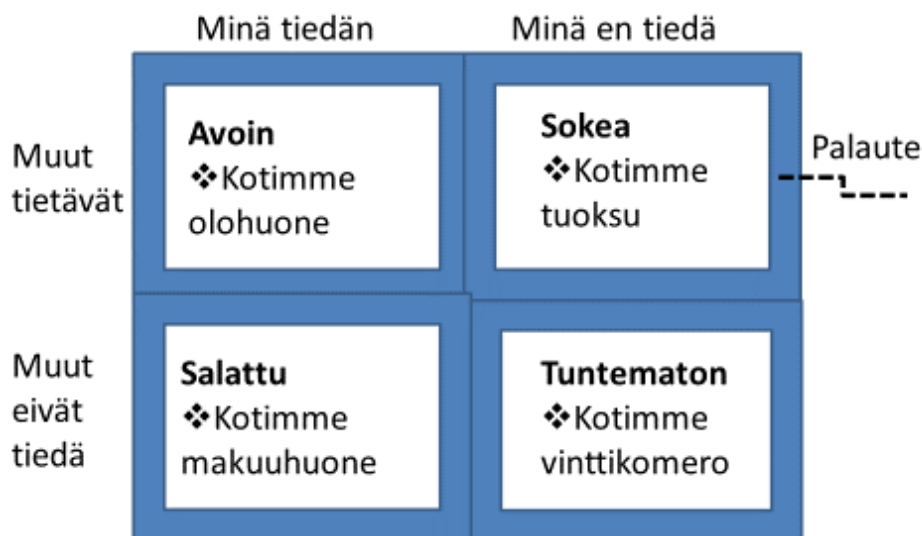 Minä tiedän
Minä en tiedä
Muut
tietävät
Avoin
❖Kotimme
olohuone
Sokea
❖Kotimme
tuoksu
Palaute
Muut
eivät
tiedä
Salattu
❖Kotimme
makuuhuone
Tuntematon
❖Kotimme
vinttikomero